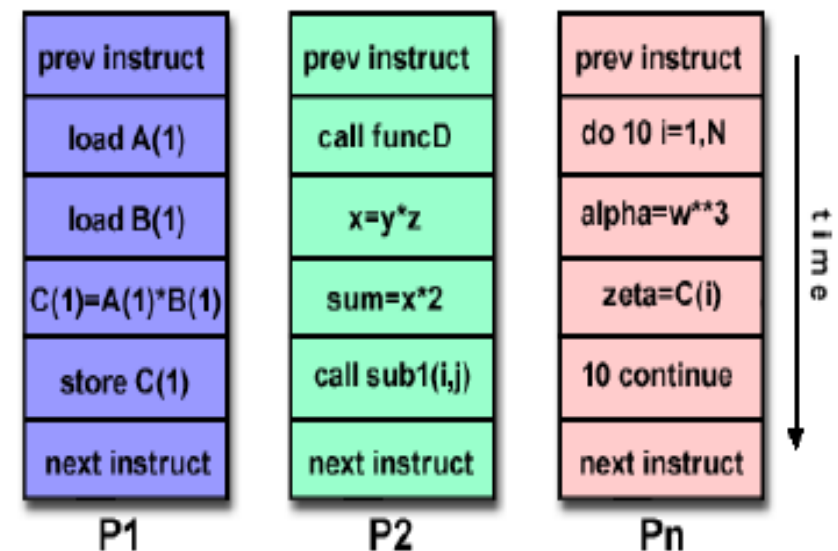 prev instruct
load A(1)
load B(1)
C(1)=A(1)*B(1)
store C(1)
next instruct
P1
prev instruct
call funcD
x=y*z
sum=x*2
call sub1(i,j)
next instruct
P2
prev instruct
do 10 i=1,N
alpha=w**3
zeta=C(i)
10 continue
next instruct
Pn
time